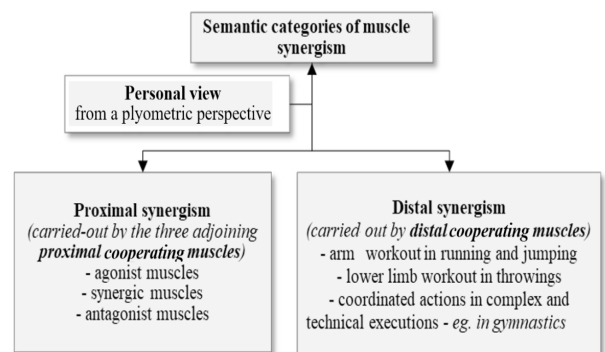 Semantic categories of muscle
synergism
Personal view
from a plyometric perspective
Proximal synergism
(carried-out by the three adjoining
proximal cooperating muscles)
- agonist muscles
- synergic muscles
- antagonist muscles
Distal synergism
(carried out by distal cooperating muscles)
- arm workout in running and jumping
- lower limb workout in throwings
- coordinated actions in complex and
technical executions - eg. in gymnastics